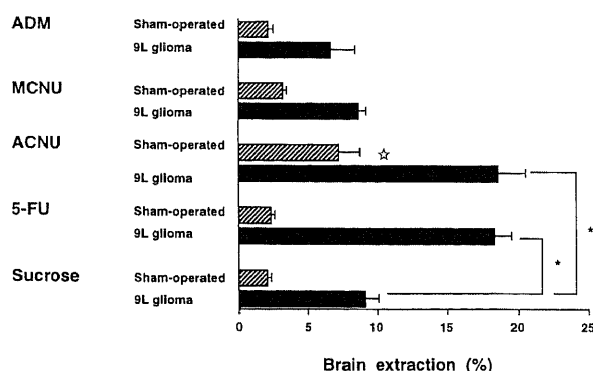 ADM
Sham-operated
9L glioma
MCNU
Sham-operated
9L glioma
ACNU
Sham-operated
9L glioma
5-FU
Sham-operated
9L glioma
Sucrose
Sham-operated
9L glioma
☆
*
*
0 5 10 15 20 25
Brain extraction (%)